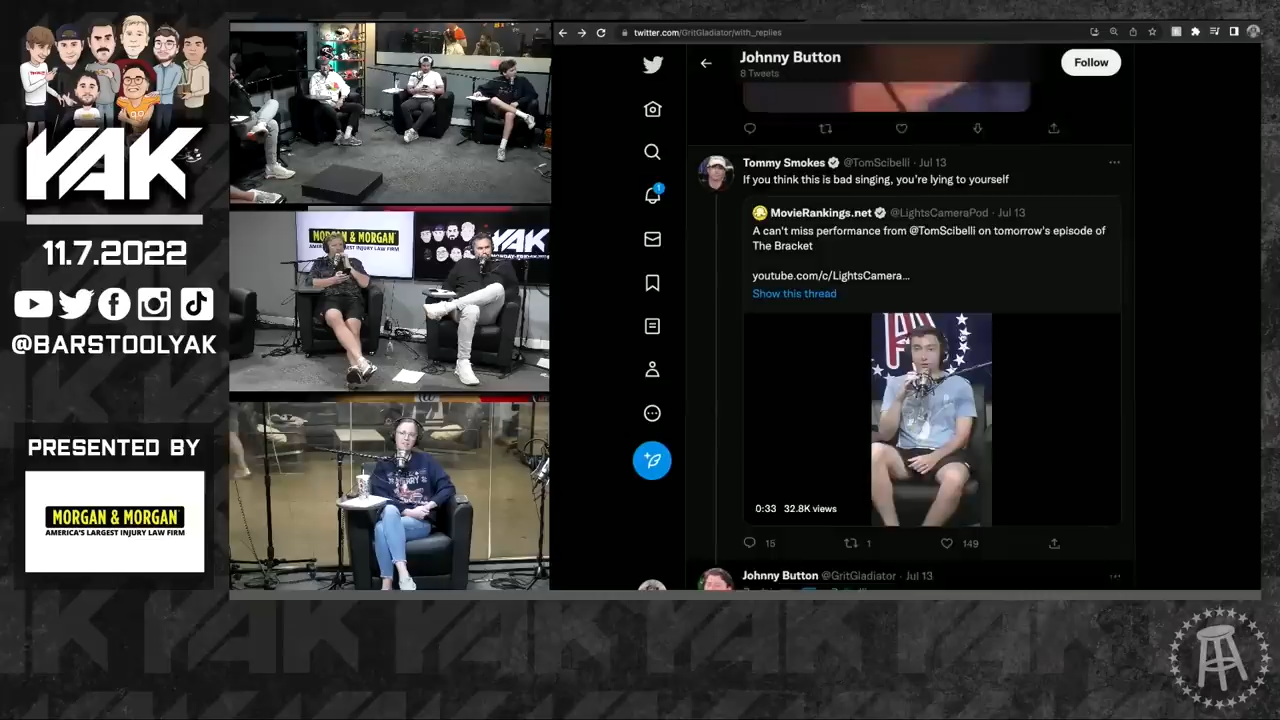 YAK
11.7.2022
@BARSTOOLYAK
PRESENTED BY
MORGAN & MORGAN
AMERICA'S LARGEST INJURY LAW FIRM
MORGAN & MORGAN
YAK
twitter.com/GritGladiator/with_replies
Johnny Button
8 Tweets
Follow
Tommy Smokes @TomScibelli · Jul 13
If you think this is bad singing, you're lying to yourself
MovieRankings.net @LightsCameraPod · Jul 13
A can't miss performance from @TomScibelli on tomorrow's episode of
The Bracket
youtube.com/c/LightsCamera...
Show this thread
0:33 32.8K views
15 1 149
Johnny Button @GritGladiator · Jul 13
1